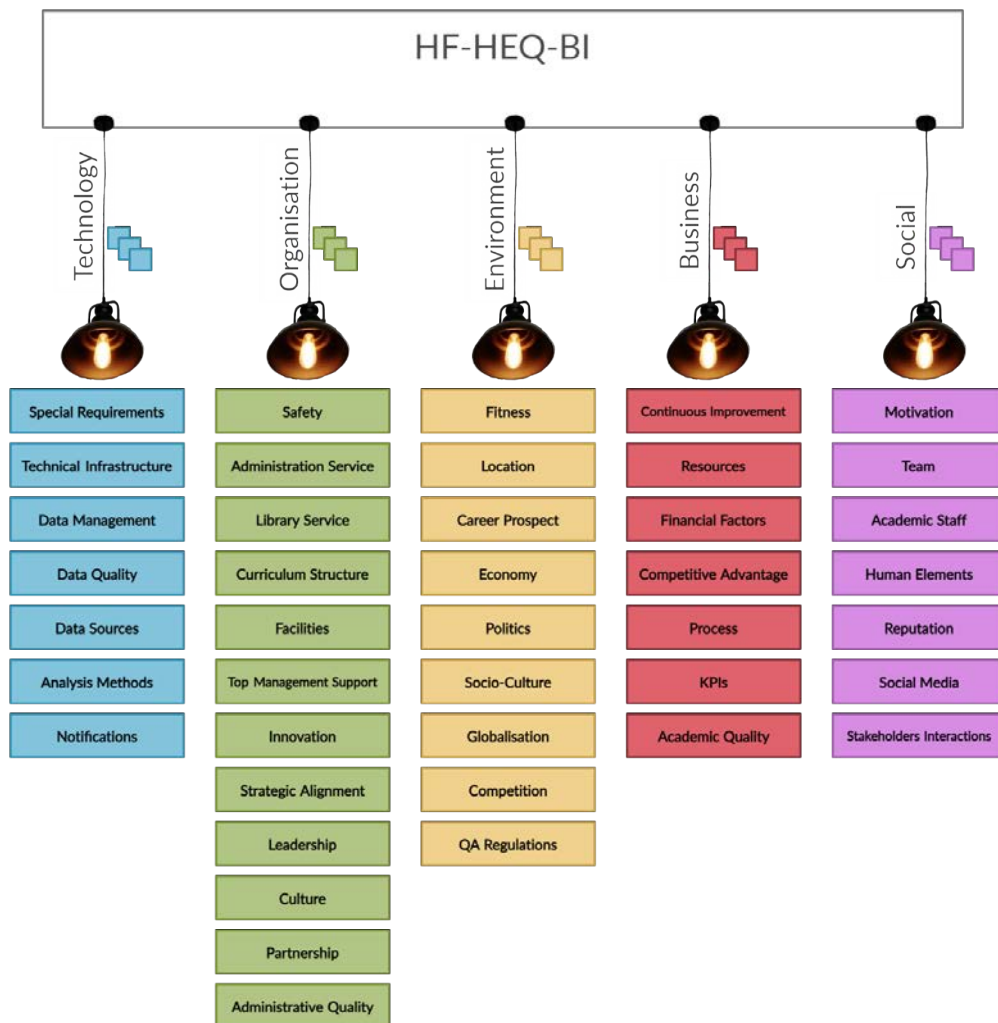 HF-HEQ-BI
Technology
Organisation
Environment
Business
Social
Special Requirements
Technical Infrastructure
Data Management
Data Quality
Data Sources
Analysis Methods
Notifications
Safety
Administration Service
Library Service
Curriculum Structure
Facilities
Top Management Support
Innovation
Strategic Alignment
Leadership
Culture
Partnership
Administrative Quality
Fitness
Location
Career Prospect
Economy
Politics
Socio-Culture
Globalisation
Competition
QA Regulations
Continuous Improvement
Resources
Financial Factors
Competitive Advantage
Process
KPIs
Academic Quality
Motivation
Team
Academic Staff
Human Elements
Reputation
Social Media
Stakeholders Interactions